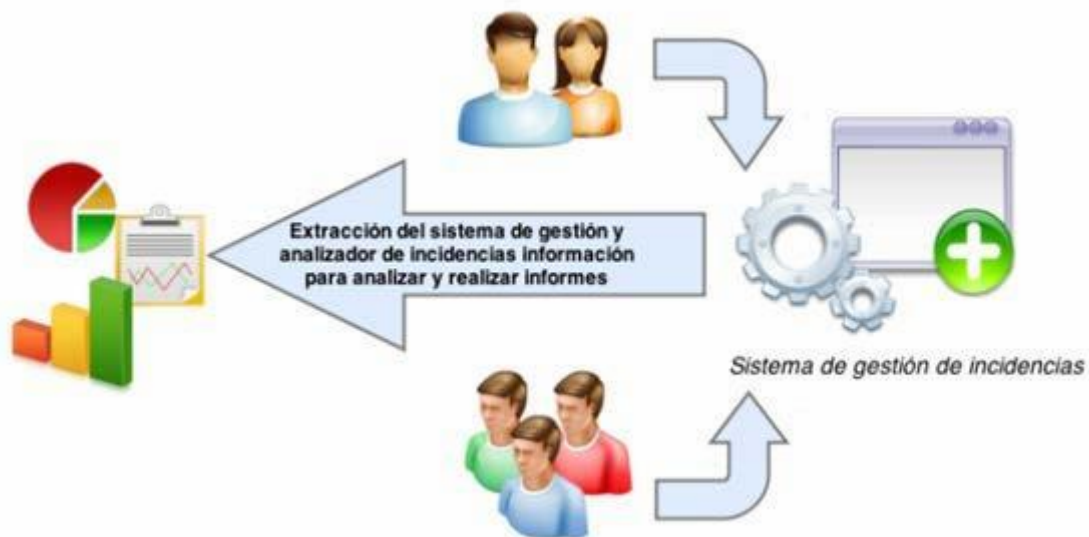 Extracción del sistema de gestión y
analizador de incidencias información
para analizar y realizar informes
Sistema de gestión de incidencias